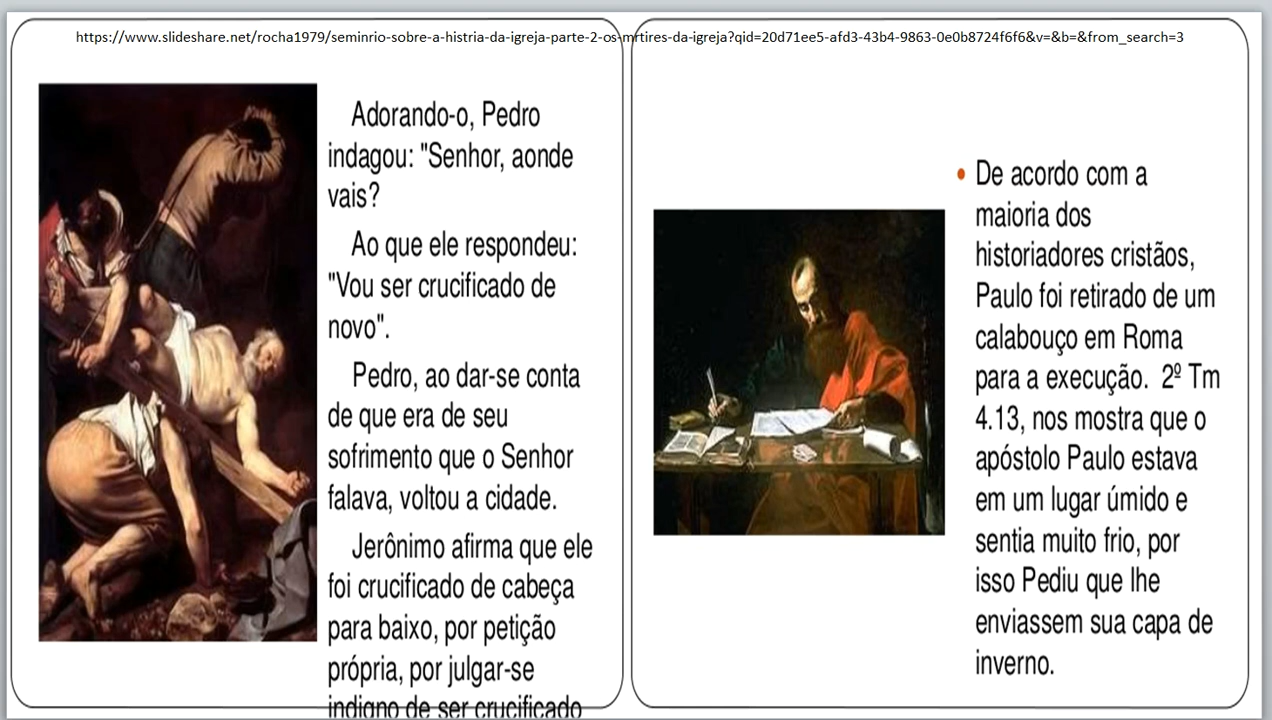 https://www.slideshare.net/rocha1979/seminrio-sobre-a-histria-da-igreja-parte-2-os-mrtires-da-igreja?qid=20d71ee5-afd3-43b4-9863-0e0b8724f6f6&v=&b=&from_search=3
Adorando-o, Pedro
indagou: "Senhor, aonde
vais?
Ao que ele respondeu:
"Vou ser crucificado de
novo".
Pedro, ao dar-se conta
de que era de seu
sofrimento que o Senhor
falava, voltou a cidade.
Jerônimo afirma que ele
foi crucificado de cabeça
para baixo, por petição
própria, por julgar-se
indigno de ser crucificado
• De acordo com a
maioria dos
historiadores cristãos,
Paulo foi retirado de um
calabouço em Roma
para a execução. 2º Tm
4.13, nos mostra que o
apóstolo Paulo estava
em um lugar úmido e
sentia muito frio, por
isso Pediu que lhe
enviassem sua capa de
inverno.